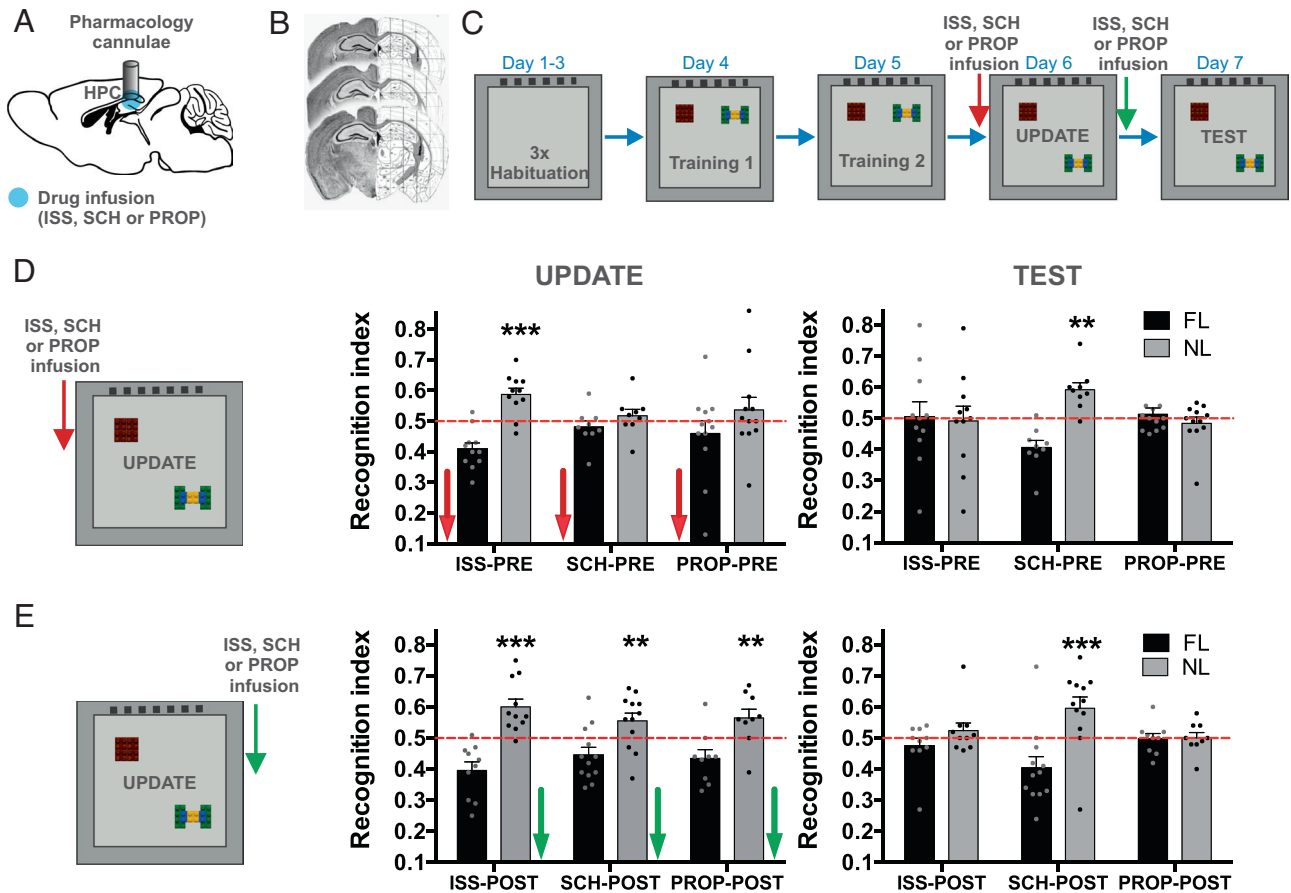 A
Pharmacology
cannulae
HPC
Drug infusion
(ISS, SCH or PROP)
B
C
Day 1-3
3x
Habituation
Day 4
Training 1
Day 5
Training 2
ISS, SCH
or PROP
infusion
Day 6
UPDATE
ISS, SCH
or PROP
infusion
Day 7
TEST
D
ISS, SCH
or PROP
infusion
UPDATE
UPDATE
Recognition index
0.8
0.7
0.6
0.5
0.4
0.3
0.2
0.1
***
ISS-PRE
SCH-PRE
PROP-PRE
TEST
Recognition index
0.8
0.7
0.6
0.5
0.4
0.3
0.2
0.1
**
FL
NL
ISS-PRE
SCH-PRE
PROP-PRE
E
ISS, SCH
or PROP
infusion
UPDATE
Recognition index
0.8
0.7
0.6
0.5
0.4
0.3
0.2
0.1
***
**
**
ISS-POST
SCH-POST
PROP-POST
Recognition index
0.8
0.7
0.6
0.5
0.4
0.3
0.2
0.1
***
FL
NL
ISS-POST
SCH-POST
PROP-POST